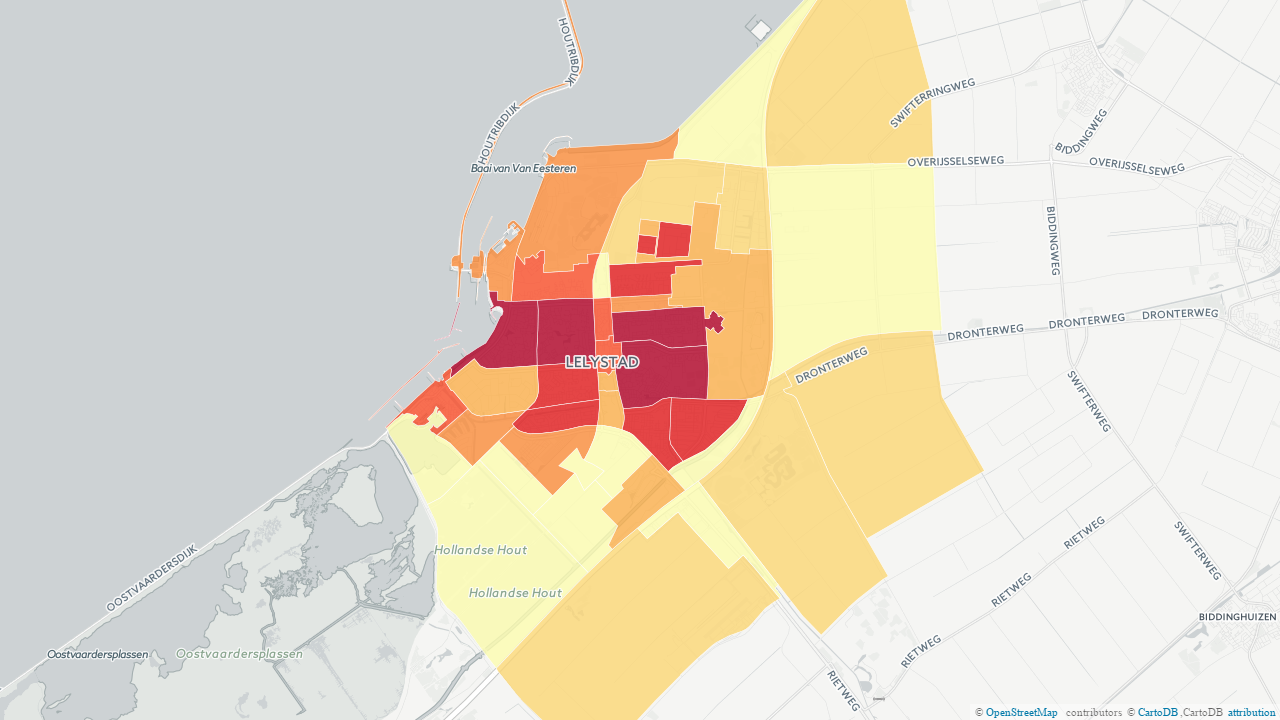 HOUTRIBDIJK
HOUTRIBDIJK
SWIFTERRINGWEG
BIDDINGWEG
Baai van Van Eesteren
OVERIJSSELSEWEG
OVERIJSSELSEWEG
BIDDINGWEG
DRONTERWEG
DRONTERWEG
DRONTERWEG
DRONTERWEG
LELYSTAD
SWIFTERWEG
Hollandse Hout
Hollandse Hout
OOSTVAARDERSDIJK
RIETWEG
SWIFTERWEG
RIETWEG
BIDDINGHUIZEN
RIETWEG
Oostvaardersplassen
Oostvaardersplassen
RIETWEG
© OpenStreetMap contributors © CartoDB ,CartoDB attribution